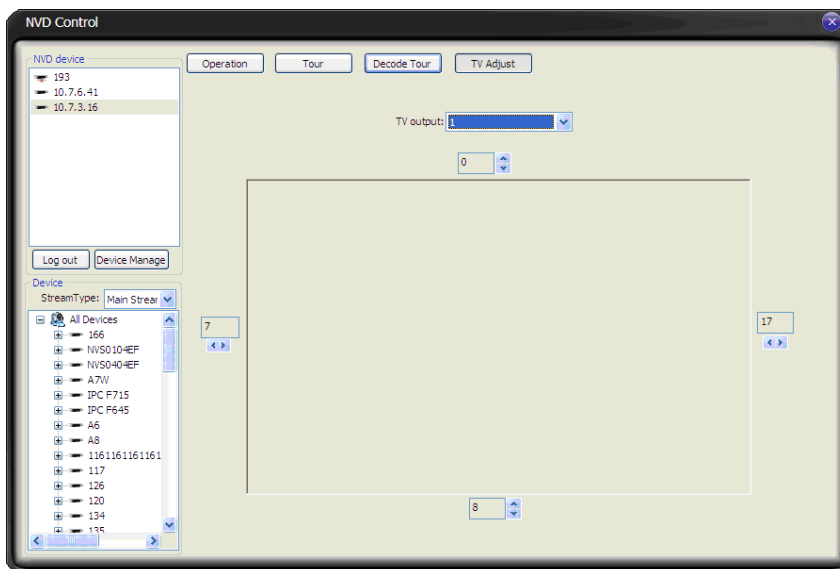 NVD Control
NVD device
193
10.7.6.41
10.7.3.16
Log out
Device Manage
Device
StreamType: Main Strear
All Devices
166
NVS0104EF
NVS0404EF
A7W
IPC F715
IPC F645
A6
A8
1161161161161
117
126
120
134
135
Operation
Tour
Decode Tour
TV Adjust
TV output: 1
0
7
17
8